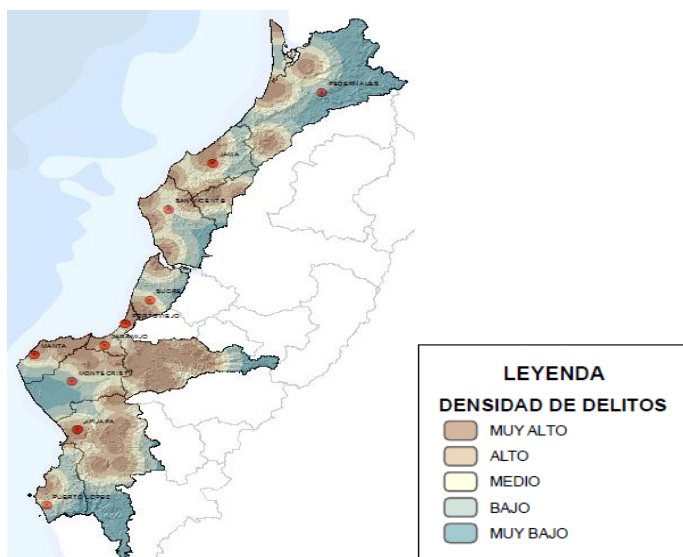 PEDERNALES
JAMA
SAN VICENTE
SUCRE
PORTOVIEJO
JARAMIJO
MANTA
MONTECRISTI
JIPIJAPA
PUERTO LOPEZ
LEYENDA
DENSIDAD DE DELITOS
MUY ALTO
ALTO
MEDIO
BAJO
MUY BAJO